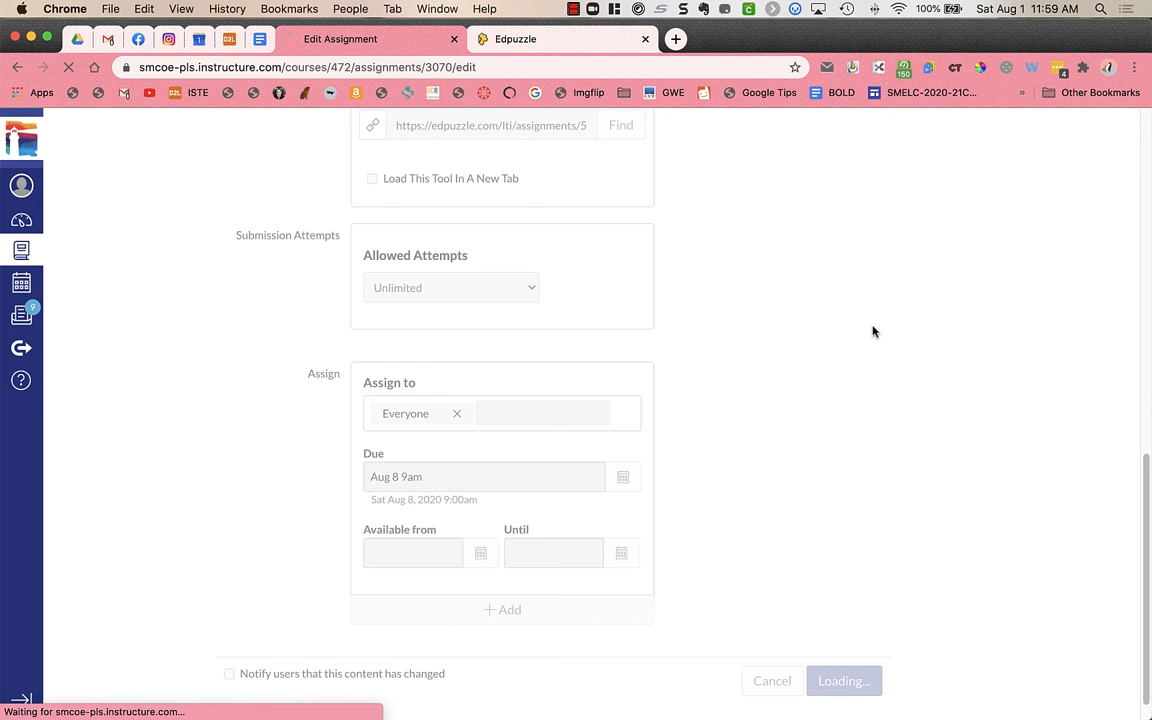 Chrome File Edit View History Bookmarks People Tab Window Help 100% Sat Aug 1 11:59 AM
Edit Assignment Edpuzzle
smcoe-pls.instructure.com/courses/472/assignments/3070/edit
Apps ISTE Imgflip GWE Google Tips BOLD SMELC-2020-21C... » Other Bookmarks
https://edpuzzle.com/lti/assignments/5 Find
Load This Tool In A New Tab
Submission Attempts
Allowed Attempts
Unlimited
Assign
Assign to
Everyone
Due
Aug 8 9am
Sat Aug 8, 2020 9:00am
Available from Until
+ Add
Notify users that this content has changed
Cancel Loading...
9
Waiting for smcoe-pls.instructure.com...